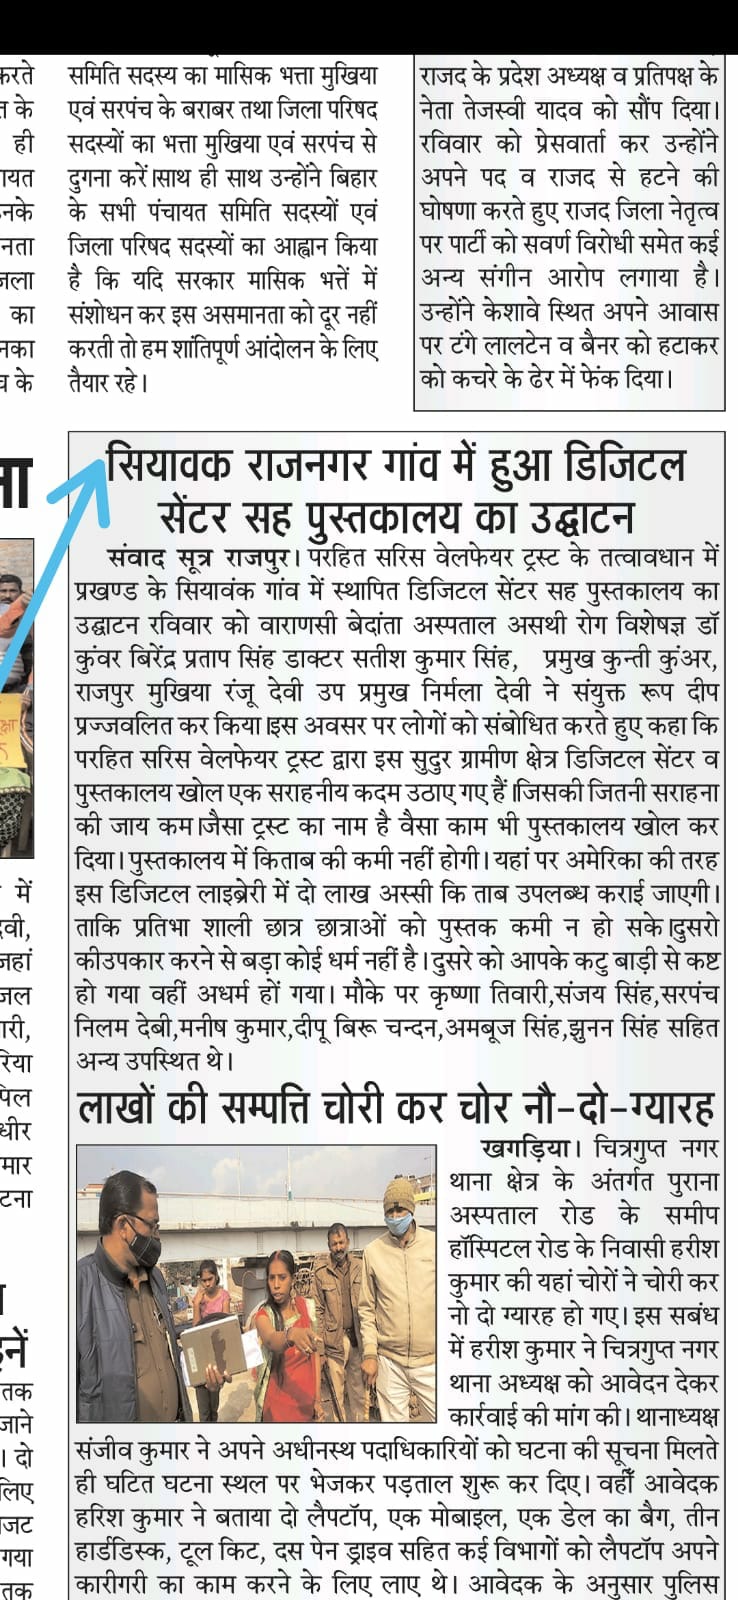 करते
त के
ही
ायत
नके
नता
जला
का
नका
व के
समिति सदस्य का मासिक भत्ता मुखिया
एवं सरपंच के बराबर तथा जिला परिषद
सदस्यों का भत्ता मुखिया एवं सरपंच से
दुगना करें।साथ ही साथ उन्होंने बिहार
के सभी पंचायत समिति सदस्यों एवं
जिला परिषद सदस्यों का आह्वान किया
है कि यदि सरकार मासिक भत्तें में
संशोधन कर इस असमानता को दूर नहीं
करती तो हम शांतिपूर्ण आंदोलन के लिए
तैयार रहे।
राजद के प्रदेश अध्यक्ष व प्रतिपक्ष के
नेता तेजस्वी यादव को सौंप दिया।
रविवार को प्रेसवार्ता कर उन्होंने
अपने पद व राजद से हटने की
घोषणा करते हुए राजद जिला नेतृत्व
पर पार्टी को सवर्ण विरोधी समेत कई
अन्य संगीन आरोप लगाया है।
उन्होंने केशावे स्थित अपने आवास
पर टंगे लालटेन व बैनर को हटाकर
को कचरे के ढेर में फेंक दिया।
सियावक राजनगर गांव में हुआ डिजिटल
सेंटर सह पुस्तकालय का उद्घाटन
संवाद सूत्र राजपुर। परहित सरिस वेलफेयर ट्रस्ट के तत्वावधान में
प्रखण्ड के सियावंक गांव में स्थापित डिजिटल सेंटर सह पुस्तकालय का
उद्घाटन रविवार को वाराणसी बेदांता अस्पताल असथी रोग विशेषज्ञ डॉ
कुंवर बिरेंद्र प्रताप सिंह डाक्टर सतीश कुमार सिंह, प्रमुख कुन्ती कुंअर,
राजपुर मुखिया रंजू देवी उप प्रमुख निर्मला देवी ने संयुक्त रूप दीप
प्रज्जवलित कर किया।इस अवसर पर लोगों को संबोधित करते हुए कहा कि
परहित सरिस वेलफेयर ट्रस्ट द्वारा इस सुदुर ग्रामीण क्षेत्र डिजिटल सेंटर व
पुस्तकालय खोल एक सराहनीय कदम उठाए गए हैं।जिसकी जितनी सराहना
की जाय कम।जैसा ट्रस्ट का नाम है वैसा काम भी पुस्तकालय खोल कर
दिया। पुस्तकालय में किताब की कमी नहीं होगी। यहां पर अमेरिका की तरह
इस डिजिटल लाइब्रेरी में दो लाख अस्सी कि ताब उपलब्ध कराई जाएगी।
ताकि प्रतिभा शाली छात्र छात्राओं को पुस्तक कमी न हो सके।दुसरो
कीउपकार करने से बड़ा कोई धर्म नहीं है। दुसरे को आपके कटु बाड़ी से कष्ट
हो गया वहीं अधर्म हों गया। मौके पर कृष्णा तिवारी,संजय सिंह,सरपंच
निलम देबी,मनीष कुमार,दीपू बिरू चन्दन,अमबूज सिंह,झुनन सिंह सहित
अन्य उपस्थित थे।
में
देवी,
जहां
जल
ारी,
रिया
पिल
धीर
मार
टना
लाखों की सम्पत्ति चोरी कर चोर नौ-दो-ग्यारह
खगड़िया। चित्रगुप्त नगर
थाना क्षेत्र के अंतर्गत पुराना
अस्पताल रोड के समीप
हॉस्पिटल रोड के निवासी हरीश
कुमार की यहां चोरों ने चोरी कर
नो दो ग्यारह हो गए। इस सबंध
में हरीश कुमार ने चित्रगुप्त नगर
थाना अध्यक्ष को आवेदन देकर
कार्रवाई की मांग की। थानाध्यक्ष
संजीव कुमार ने अपने अधीनस्थ पदाधिकारियों को घटना की सूचना मिलते
ही घटित घटना स्थल पर भेजकर पड़ताल शुरू कर दिए। वहीँ आवेदक
हरिश कुमार ने बताया दो लैपटॉप, एक मोबाइल, एक डेल का बैग, तीन
हार्डडिस्क, टूल किट, दस पेन ड्राइव सहित कई विभागों को लैपटॉप अपने
कारीगरी का काम करने के लिए लाए थे। आवेदक के अनुसार पुलिस
तक
जाने
। दो
लिए
जट
गया
तक